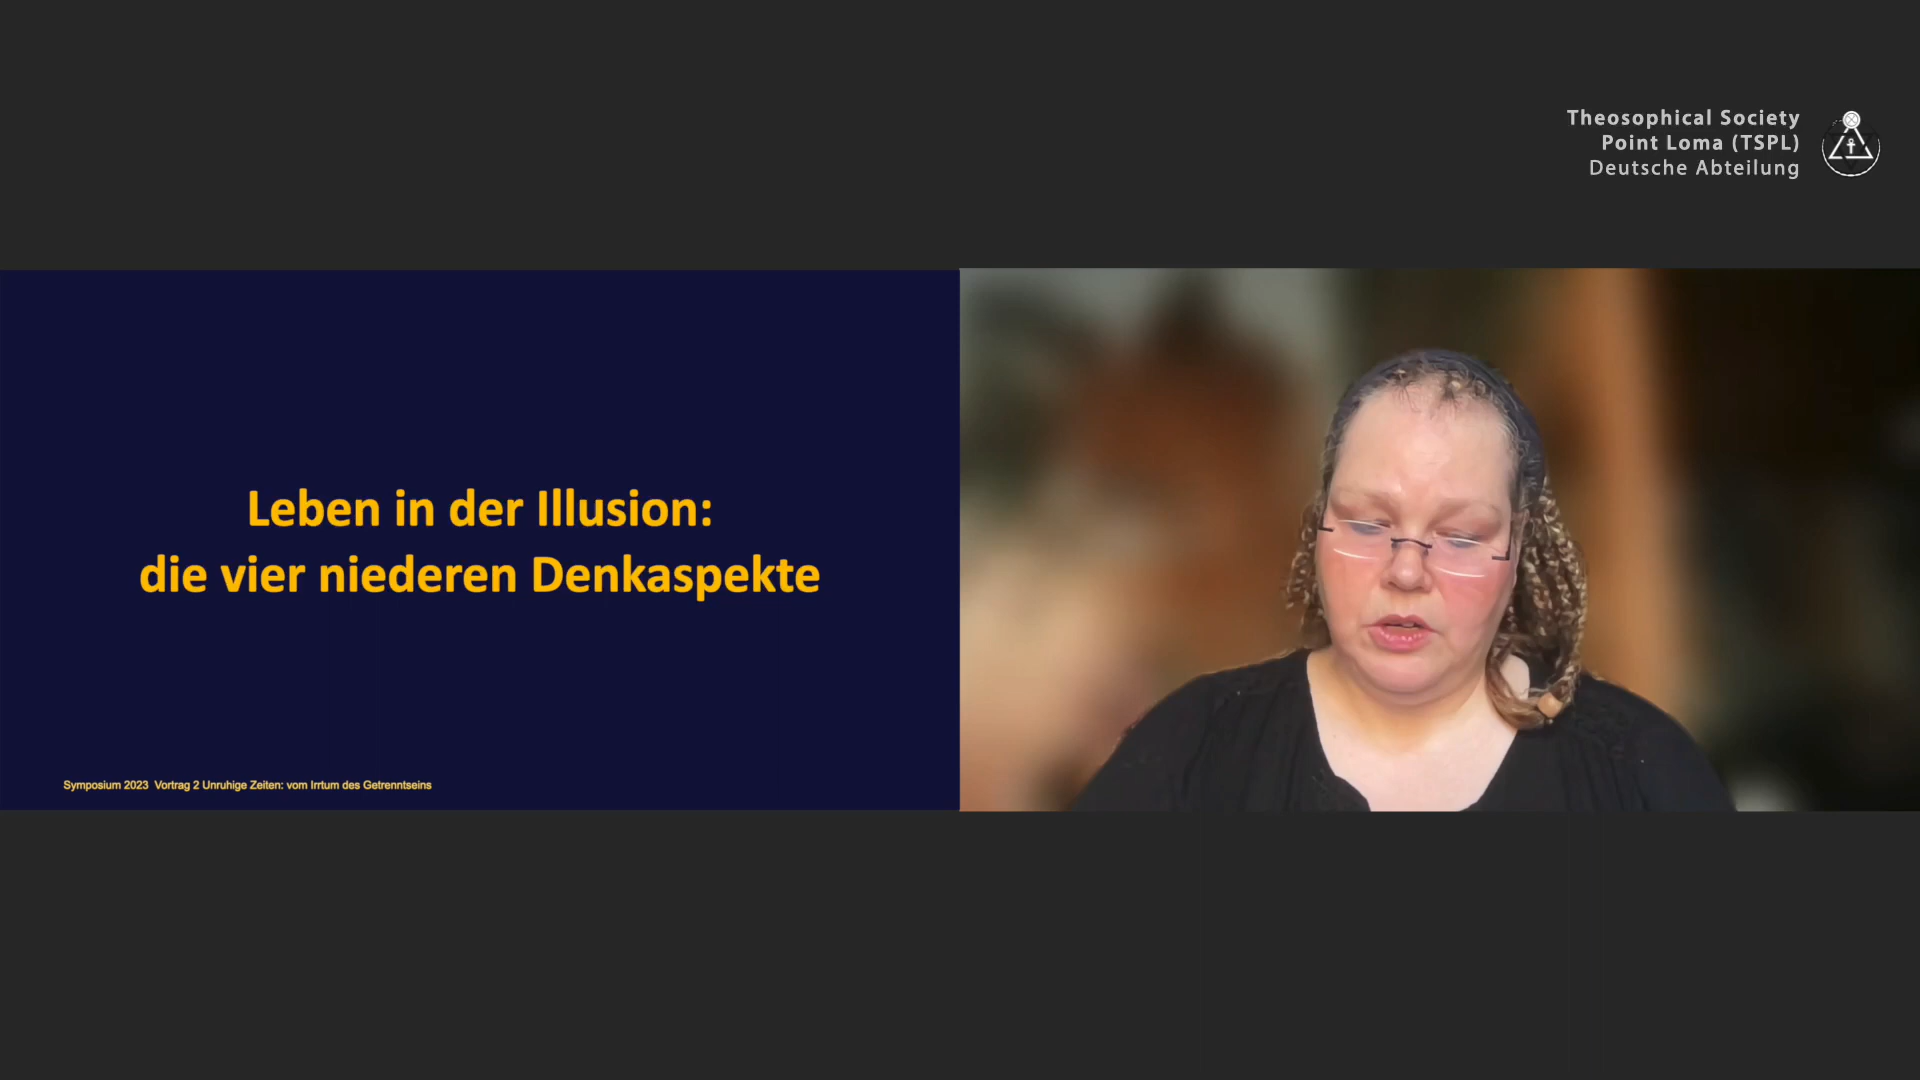 Theosophical Society
Point Loma (TSPL)
Deutsche Abteilung
Leben in der Illusion:
die vier niederen Denkaspekte
Symposium 2023 Vortrag 2 Unruhige Zeiten: vom Irrtum des Getrenntseins